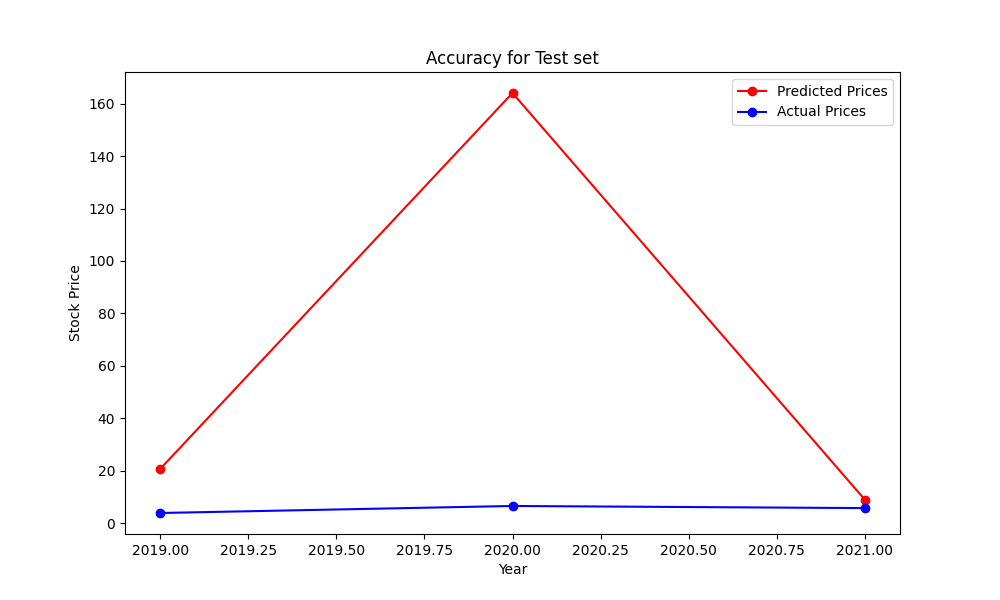 Accuracy for Test set
Predicted Prices
Actual Prices
Stock Price
160
140
120
100
80
60
40
20
0
2019.00 2019.25 2019.50 2019.75 2020.00 2020.25 2020.50 2020.75 2021.00
Year